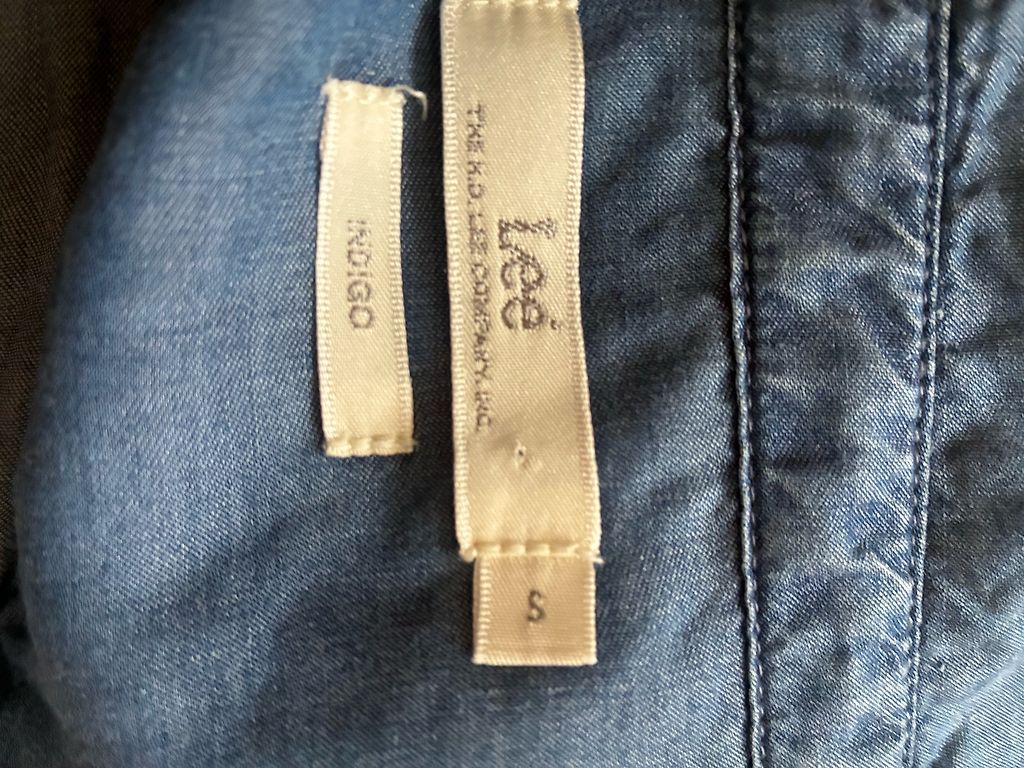 Lee
THE H.D. LEE COMPANY, INC.
S
INDIGO